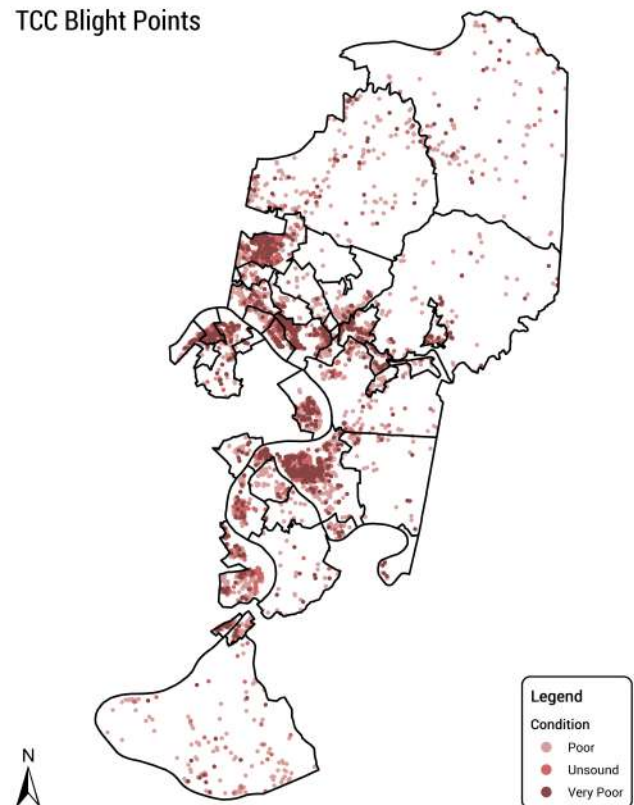 TCC Blight Points
N
Legend
Condition
Poor
Unsound
Very Poor